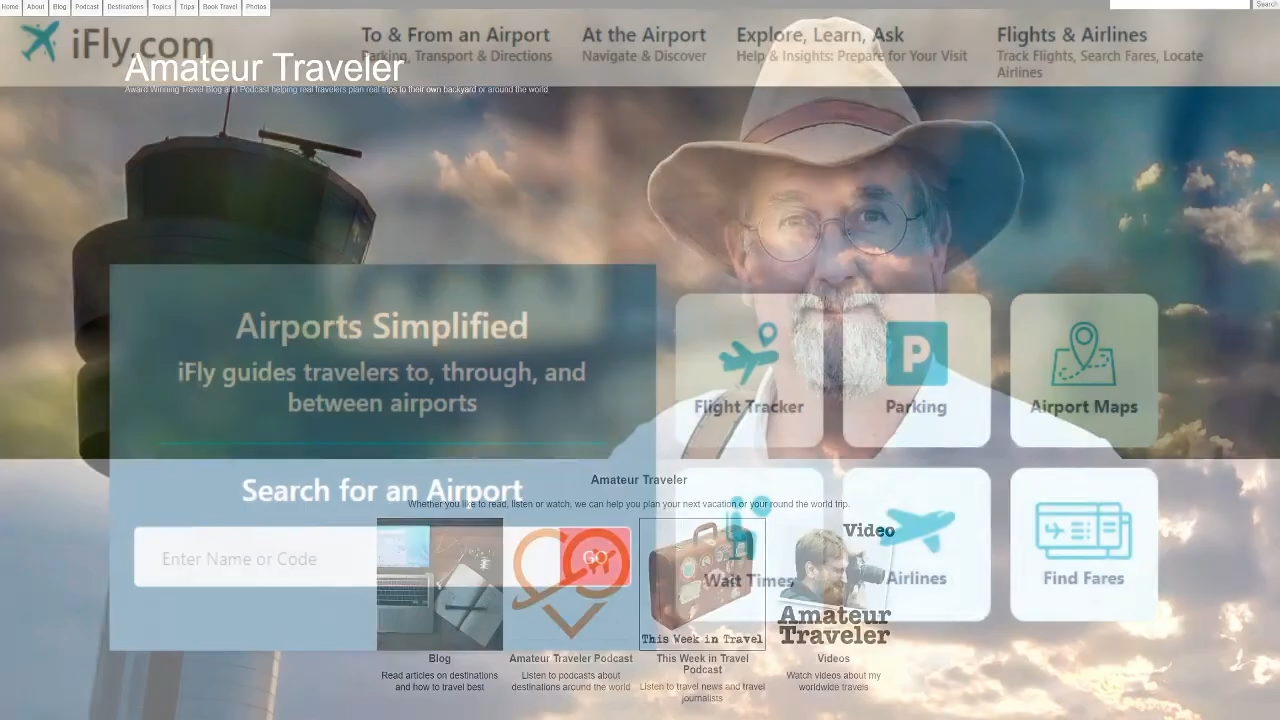 Home About Blog Podcast Destinations Topics Trips Book Travel Photos
Search
iFly.com
To & From an Airport
Parking, Transport & Directions
At the Airport
Navigate & Discover
Explore, Learn, Ask
Help & Insights: Prepare for Your Visit
Flights & Airlines
Track Flights, Search Fares, Locate
Airlines
Amateur Traveler
Award Winning Travel Blog and Podcast helping real travelers plan real trips to their own backyard or around the world.
Airports Simplified
iFly guides travelers to, through, and
between airports
Search for an Airport
Enter Name or Code
GO
Flight Tracker
Parking
Airport Maps
Wait Times
Airlines
Find Fares
Amateur Traveler
Whether you like to read, listen or watch, we can help you plan your next vacation or your round the world trip.
This Week in Travel
Video
Amateur
Traveler
Blog
Read articles on destinations
and how to travel best
Amateur Traveler Podcast
Listen to podcasts about
destinations around the world
This Week in Travel
Podcast
Listen to travel news and travel
journalists
Videos
Watch videos about my
worldwide travels